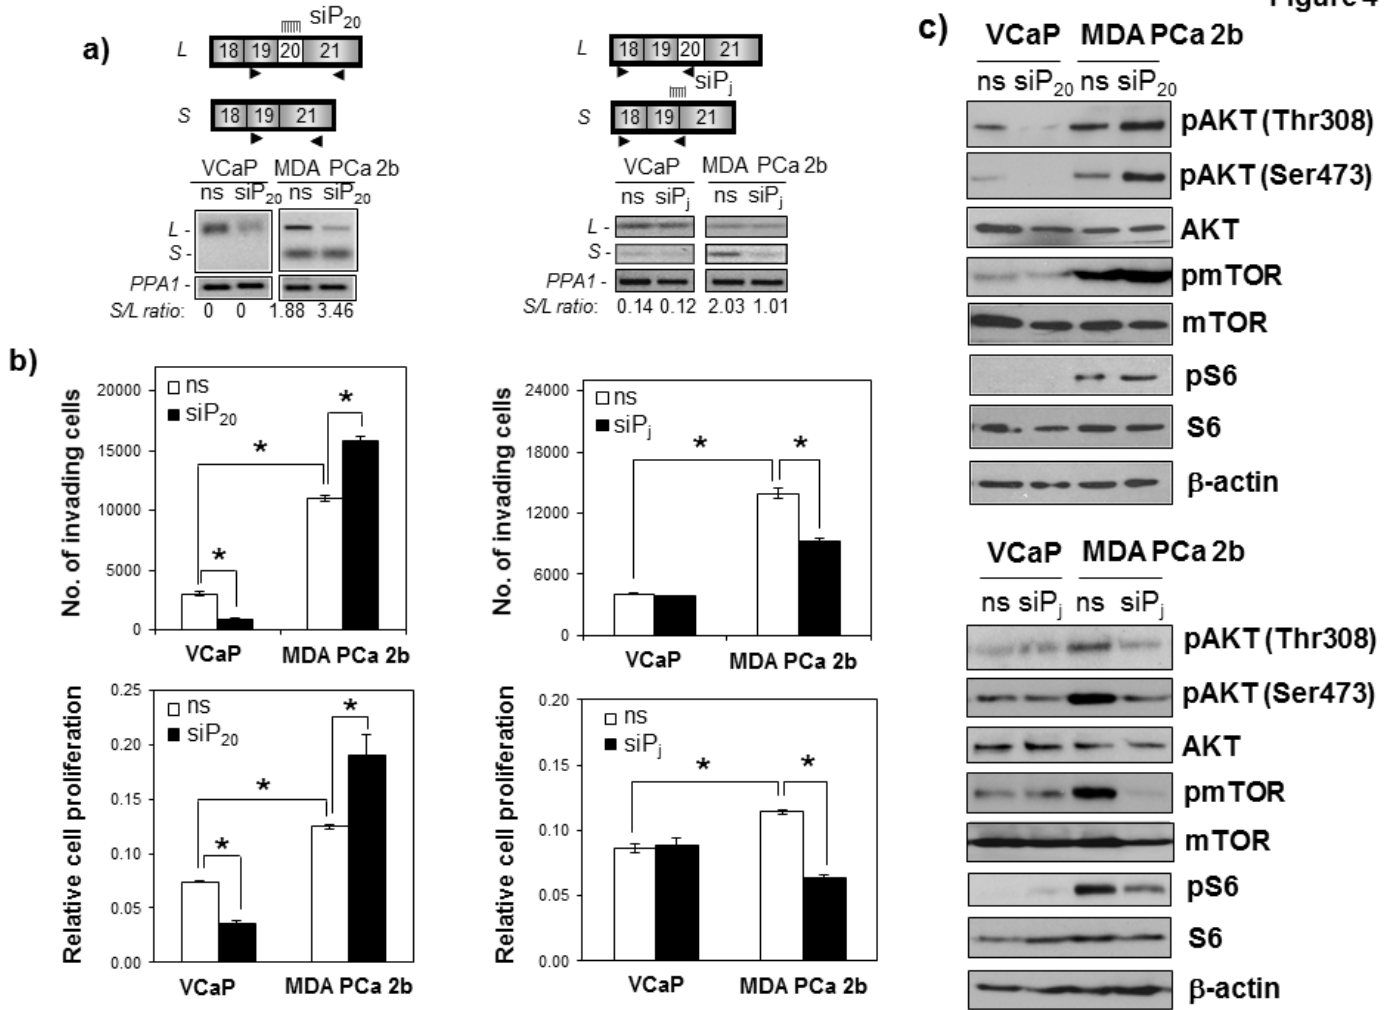 Figure 4
a)
siP20
L 18 19 20 21
S 18 19 21
VCaP MDA PCa 2b
ns siP20 ns siP20
L -
S -
PPA1 -
S/L ratio: 0 0 1.88 3.46
L 18 19 20 21
siPj
S 18 19 21
VCaP MDA PCa 2b
ns siPj ns siPj
L -
S -
PPA1 -
S/L ratio: 0.14 0.12 2.03 1.01
b)
No. of invading cells
20000
15000
10000
5000
0
ns
siP20
*
*
*
VCaP MDA PCa 2b
No. of invading cells
24000
18000
12000
6000
0
ns
siPj
* *
VCaP MDA PCa 2b
Relative cell proliferation
0.25
0.20
0.15
0.10
0.05
0.00
ns
siP20
*
*
*
VCaP MDA PCa 2b
Relative cell proliferation
0.20
0.15
0.10
0.05
0.00
ns
siPj
* *
VCaP MDA PCa 2b
c)
VCaP MDA PCa 2b
ns siP20 ns siP20
pAKT (Thr308)
pAKT (Ser473)
AKT
pmTOR
mTOR
pS6
S6
β-actin
VCaP MDA PCa 2b
ns siPj ns siPj
pAKT (Thr308)
pAKT (Ser473)
AKT
pmTOR
mTOR
pS6
S6
β-actin